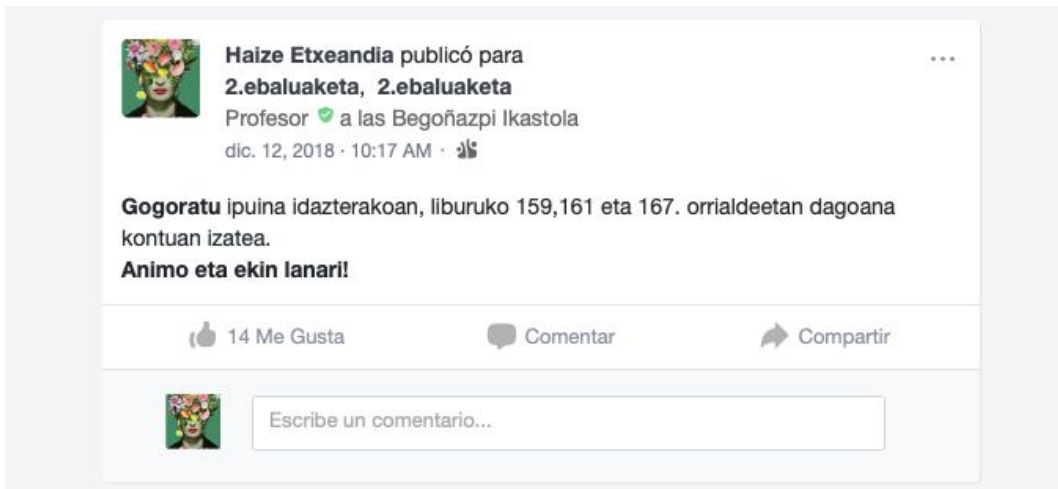 Haize Etxeandia publicó para
2.ebaluaketa, 2.ebaluaketa
Profesor a las Begoñazpi Ikastola
dic. 12, 2018 · 10:17 AM ·
Gogoratu ipuina idazterakoan, liburuko 159,161 eta 167. orrialdeetan dagoana
kontuan izatea.
Animo eta ekin lanari!
14 Me Gusta
Comentar
Compartir
Escribe un comentario...